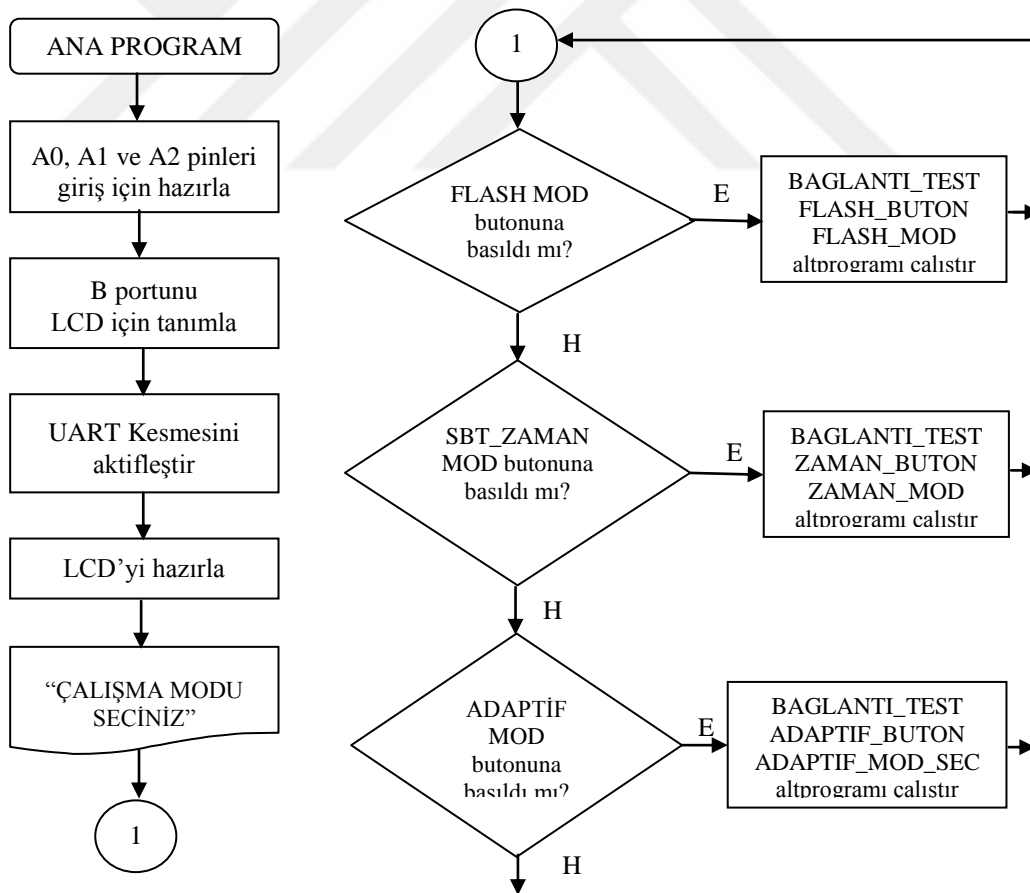 ANA PROGRAM
A0, A1 ve A2 pinleri
giriş için hazırla
B portunu
LCD için tanımla
UART Kesmesini
aktifleştir
LCD’yi hazırla
“ÇALIŞMA MODU
SECİNİZ”
1
1
FLASH MOD
butonuna
basıldı mı?
E
BAGLANTI_TEST
FLASH_BUTON
FLASH_MOD
altprogramı calıstır
H
SBT_ZAMAN
MOD butonuna
basıldı mı?
E
BAGLANTI_TEST
ZAMAN_BUTON
ZAMAN_MOD
altprogramı calıstır
H
ADAPTİF
MOD
butonuna
basıldı mı?
E
BAGLANTI_TEST
ADAPTIF_BUTON
ADAPTIF_MOD_SEC
altprogramı calıstır
H